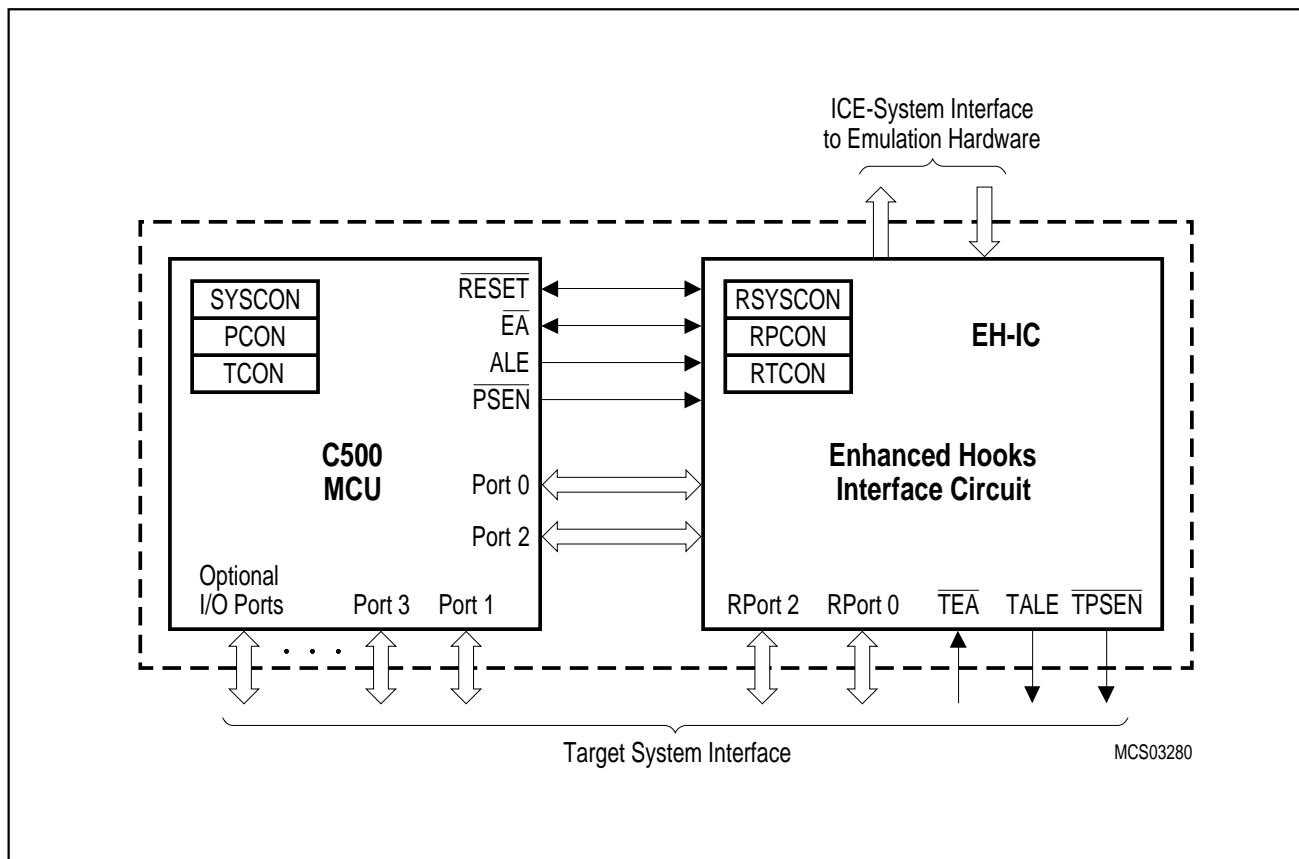 ICE-System Interface
to Emulation Hardware
SYSCON
PCON
TCON
RESET
EA
ALE
PSEN
C500
MCU
Port 0
Port 2
Optional
I/O Ports
Port 3
Port 1
. . .
RSYSCON
RPCON
RTCON
EH-IC
Enhanced Hooks
Interface Circuit
RPort 2
RPort 0
TEA
TALE
TPSEN
Target System Interface
MCS03280